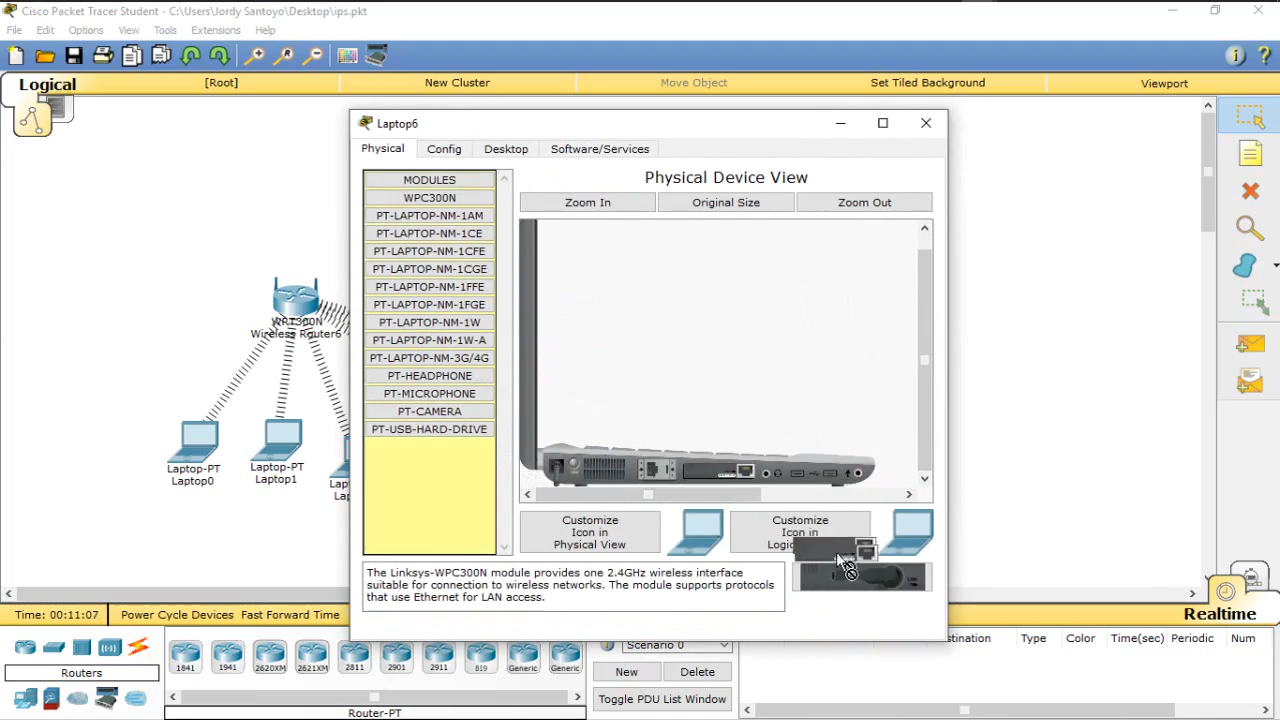 Cisco Packet Tracer Student - C:\Users\Jordy Santoyo\Desktop\ips.pkt
File Edit Options View Tools Extensions Help
Logical
[Root]
New Cluster
Move Object
Set Tiled Background
Viewport
Laptop6
Physical Config Desktop Software/Services
MODULES
WPC300N
PT-LAPTOP-NM-1AM
PT-LAPTOP-NM-1CE
PT-LAPTOP-NM-1CFE
PT-LAPTOP-NM-1CGE
PT-LAPTOP-NM-1FFE
PT-LAPTOP-NM-1FGE
PT-LAPTOP-NM-1W
PT-LAPTOP-NM-1W-A
PT-LAPTOP-NM-3G/4G
PT-HEADPHONE
PT-MICROPHONE
PT-CAMERA
PT-USB-HARD-DRIVE
Physical Device View
Zoom In
Original Size
Zoom Out
Customize
Icon in
Physical View
Customize
Icon in
The Linksys-WPC300N module provides one 2.4GHz wireless interface
suitable for connection to wireless networks. The module supports protocols
that use Ethernet for LAN access.
WRT300N
Wireless Router6
Laptop-PT
Laptop0
Laptop-PT
Laptop1
Time: 00:11:07
Power Cycle Devices Fast Forward Time
Realtime
Routers
1841
1941
2620XM
2621XM
2811
2901
2911
819
Generic
Generic
Router-PT
Scenario 0
New
Delete
Toggle PDU List Window
Type Color Time(sec) Periodic Num